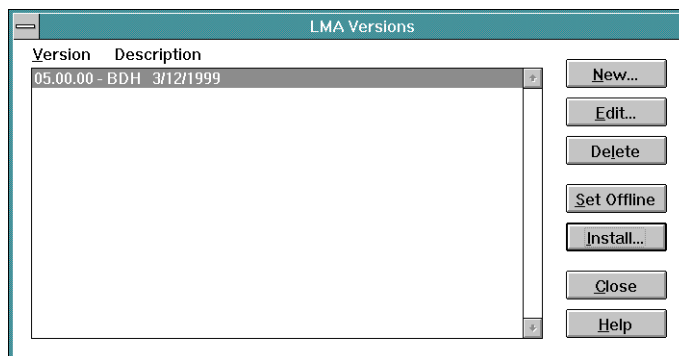 LMA Versions
Version Description
05.00.00 - BDH 3/12/1999
New...
Edit...
Delete
Set Offline
Install...
Close
Help